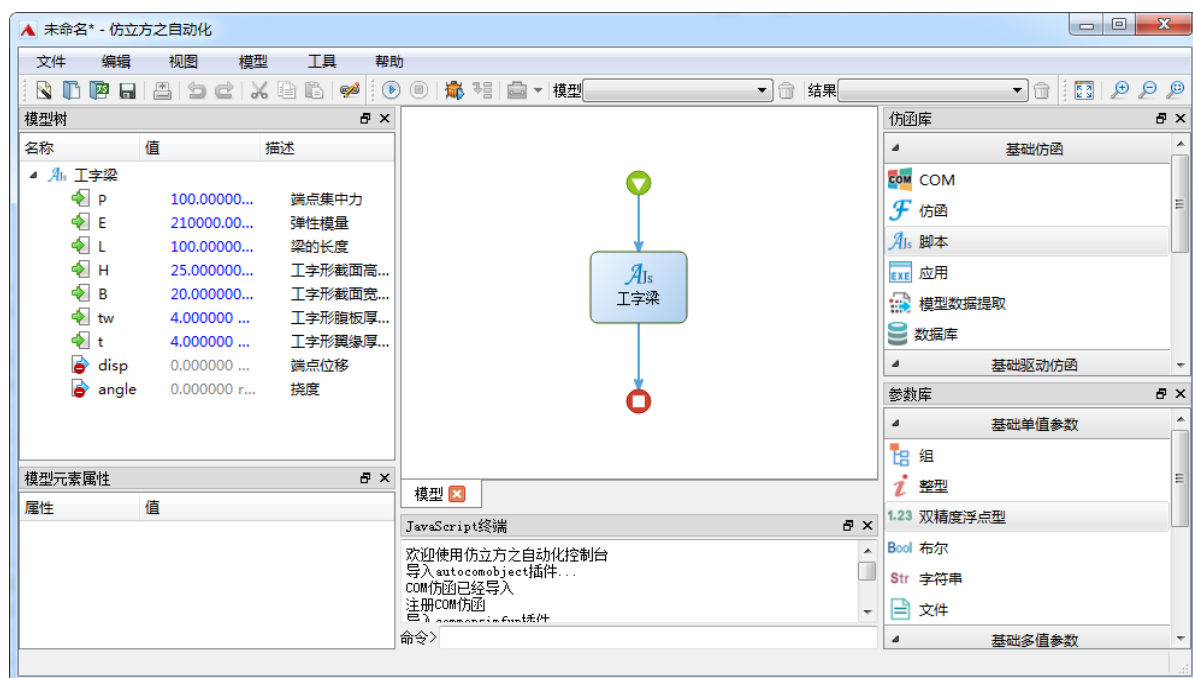 未命名* - 仿立方之自动化
文件 编辑 视图 模型 工具 帮助
模型 结果
模型树
名称 值 描述
工字梁
P 100.00000... 端点集中力
E 210000.00... 弹性模量
L 100.00000... 梁的长度
H 25.000000... 工字形截面高...
B 20.000000... 工字形截面宽...
tw 4.000000 ... 工字形腹板厚...
t 4.000000 ... 工字形翼缘厚...
disp 0.000000 ... 端点位移
angle 0.000000 r... 挠度
模型元素属性
属性 值
AJs
工字梁
模型
JavaScript终端
欢迎使用仿立方之自动化控制台
导入autocomobject插件...
COM仿函已经导入
注册COM仿函
命令>
仿函库
基础仿函
COM COM
仿函
AJs 脚本
EXE 应用
模型数据提取
数据库
基础驱动仿函
参数库
基础单值参数
组
i 整型
1.23 双精度浮点型
Bool 布尔
Str 字符串
文件
基础多值参数